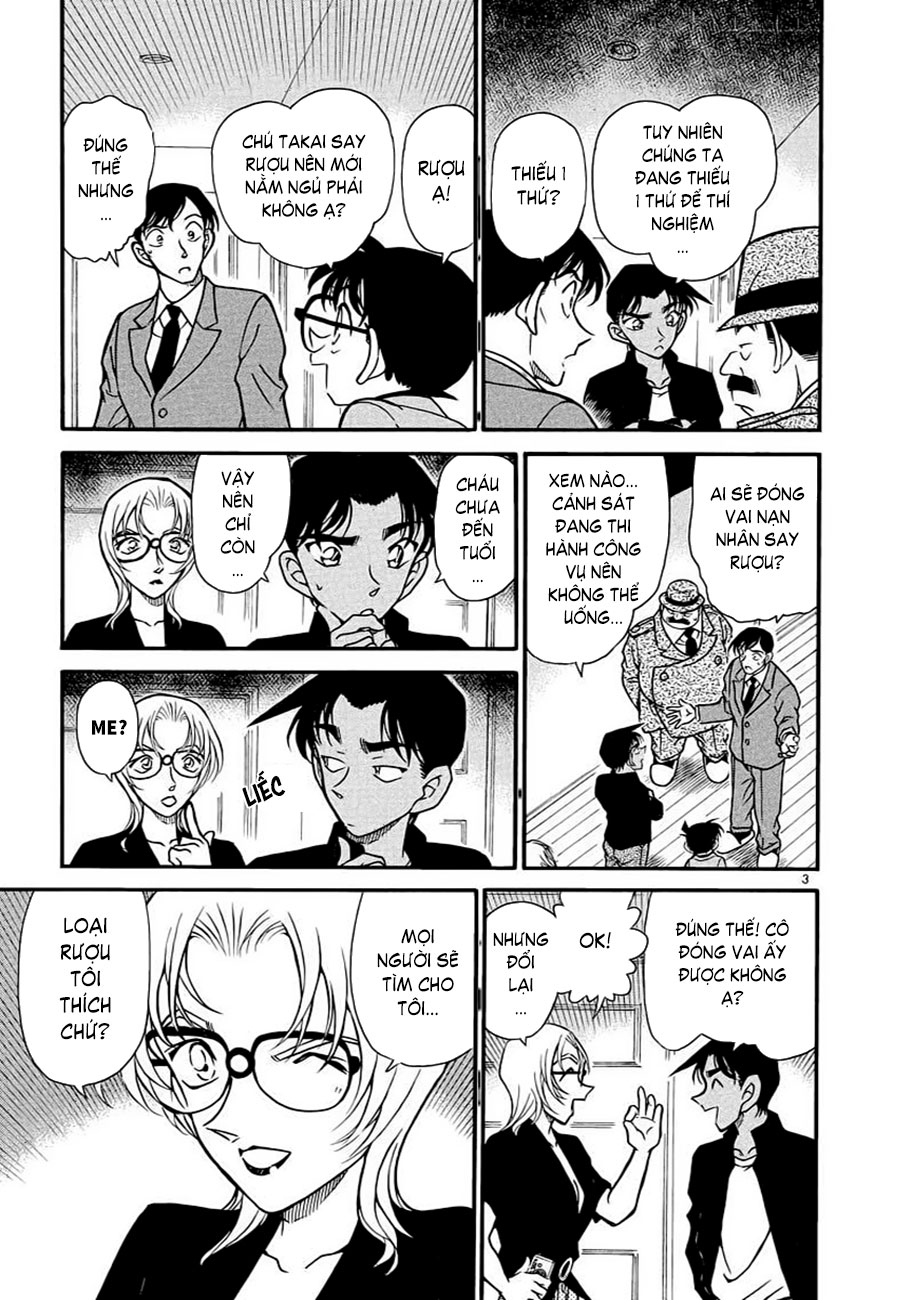 TUY NHIÊN
CHÚNG TA
ĐANG THIẾU
1 THỨ ĐỂ THÍ
NGHIỆM
...
THIẾU 1
THỨ?
RƯỢU
Ạ!
CHÚ TAKAI SAY
RƯỢU NÊN MỚI
NẰM NGỦ PHẢI
KHÔNG Ạ?
ĐÚNG
THẾ
NHƯNG
...
AI SẼ ĐÓNG
VAI NẠN
NHÂN SAY
RƯỢU?
XEM NÀO...
CẢNH SÁT
ĐANG THI
HÀNH CÔNG
VỤ NÊN
KHÔNG THỂ
UỐNG...
CHÁU
CHƯA
ĐẾN
TUỔI
...
VẬY
NÊN
CHỈ
CÒN
...
LIẾC
ME?
3
ĐÚNG THẾ! CÔ
ĐÓNG VAI ẤY
ĐƯỢC KHÔNG
Ạ?
OK!
NHƯNG
ĐỔI
LẠI
...
MỌI
NGƯỜI SẼ
TÌM CHO
TÔI...
LOẠI
RƯỢU
TÔI
THÍCH
CHỨ?